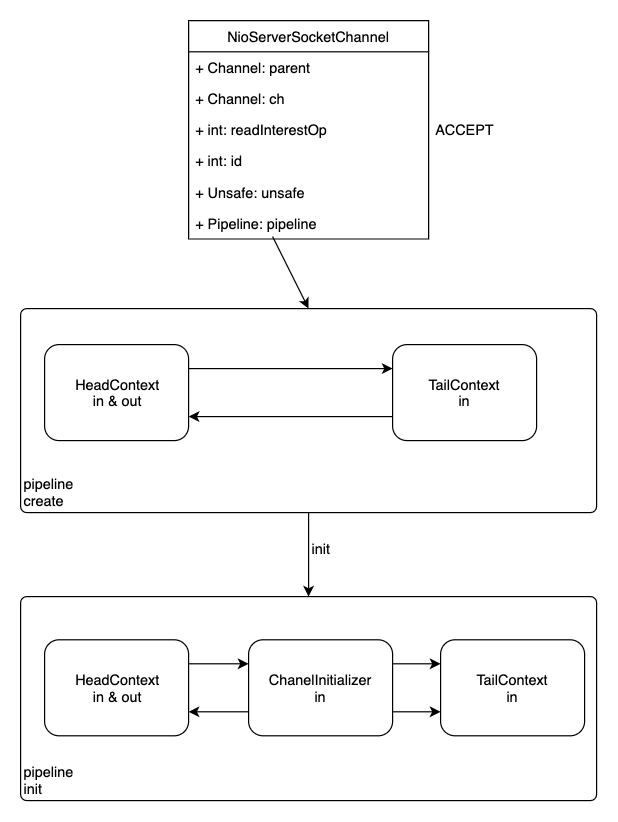 NioServerSocketChannel
+ Channel: parent
+ Channel: ch
+ int: readInterestOp
ACCEPT
+ int: id
+ Unsafe: unsafe
+ Pipeline: pipeline
HeadContext
in & out
TailContext
in
pipeline
create
init
HeadContext
in & out
ChanelInitializer
in
TailContext
in
pipeline
init